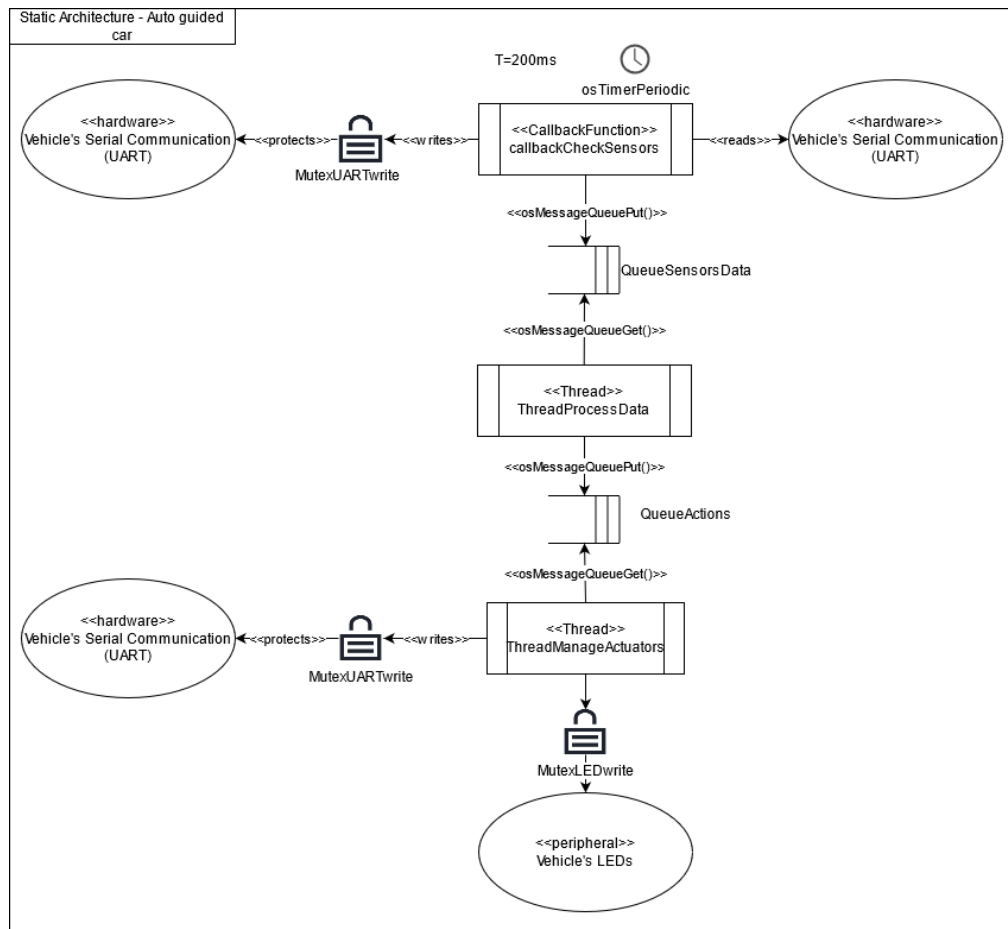 Static Architecture - Auto guided
car
T=200ms
osTimerPeriodic
<<hardware>>
Vehicle's Serial Communication
(UART)
<<protects>>
<<writes>>
MutexUARTwrite
<<CallbackFunction>>
callbackCheckSensors
<<reads>>
<<hardware>>
Vehicle's Serial Communication
(UART)
<<osMessageQueuePut()>>
QueueSensorsData
<<osMessageQueueGet()>>
<<Thread>>
ThreadProcessData
<<osMessageQueuePut()>>
QueueActions
<<osMessageQueueGet()>>
<<hardware>>
Vehicle's Serial Communication
(UART)
<<protects>>
<<writes>>
MutexUARTwrite
<<Thread>>
ThreadManageActuators
MutexLEDwrite
<<peripheral>>
Vehicle's LEDs